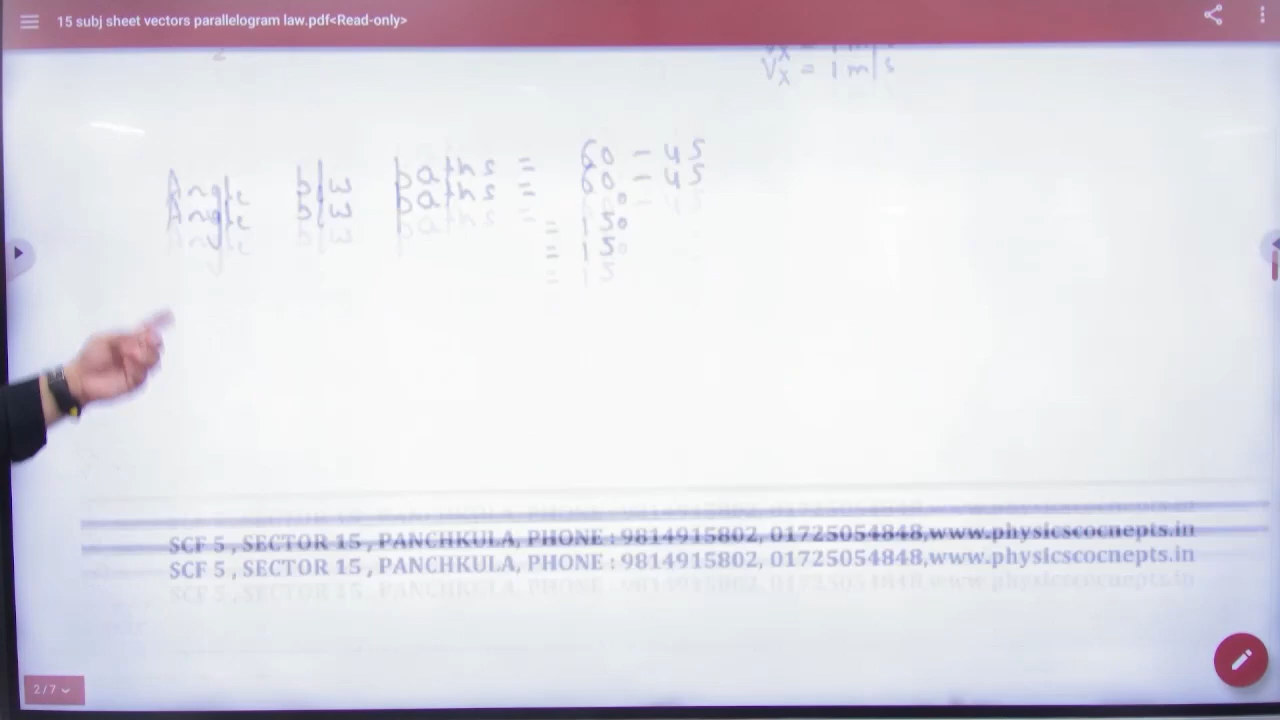 15 subj sheet vectors parallelogram law.pdf<Read-only>
Vx = 1 m/s
Angle b/w paths = 60 - 45
= 15°
SCF 5 , SECTOR 15 , PANCHKULA, PHONE : 9814915802, 01725054848,www.physicscocnepts.in
2 / 7